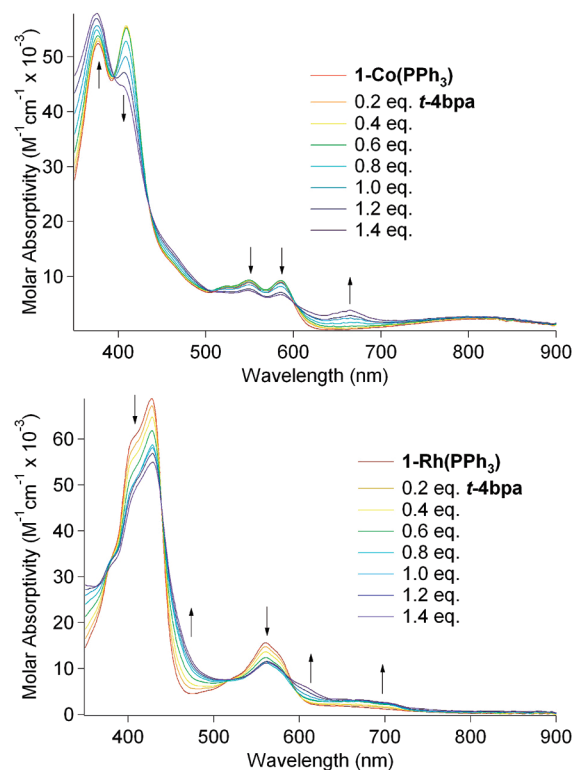 Molar Absorptivity (M⁻¹cm⁻¹ x 10⁻³)
50
40
30
20
10
1-Co(PPh₃)
0.2 eq. t-4bpa
0.4 eq.
0.6 eq.
0.8 eq.
1.0 eq.
1.2 eq.
1.4 eq.
400 500 600 700 800 900
Wavelength (nm)
Molar Absorptivity (M⁻¹cm⁻¹ x 10⁻³)
60
50
40
30
20
10
0
1-Rh(PPh₃)
0.2 eq. t-4bpa
0.4 eq.
0.6 eq.
0.8 eq.
1.0 eq.
1.2 eq.
1.4 eq.
400 500 600 700 800 900
Wavelength (nm)